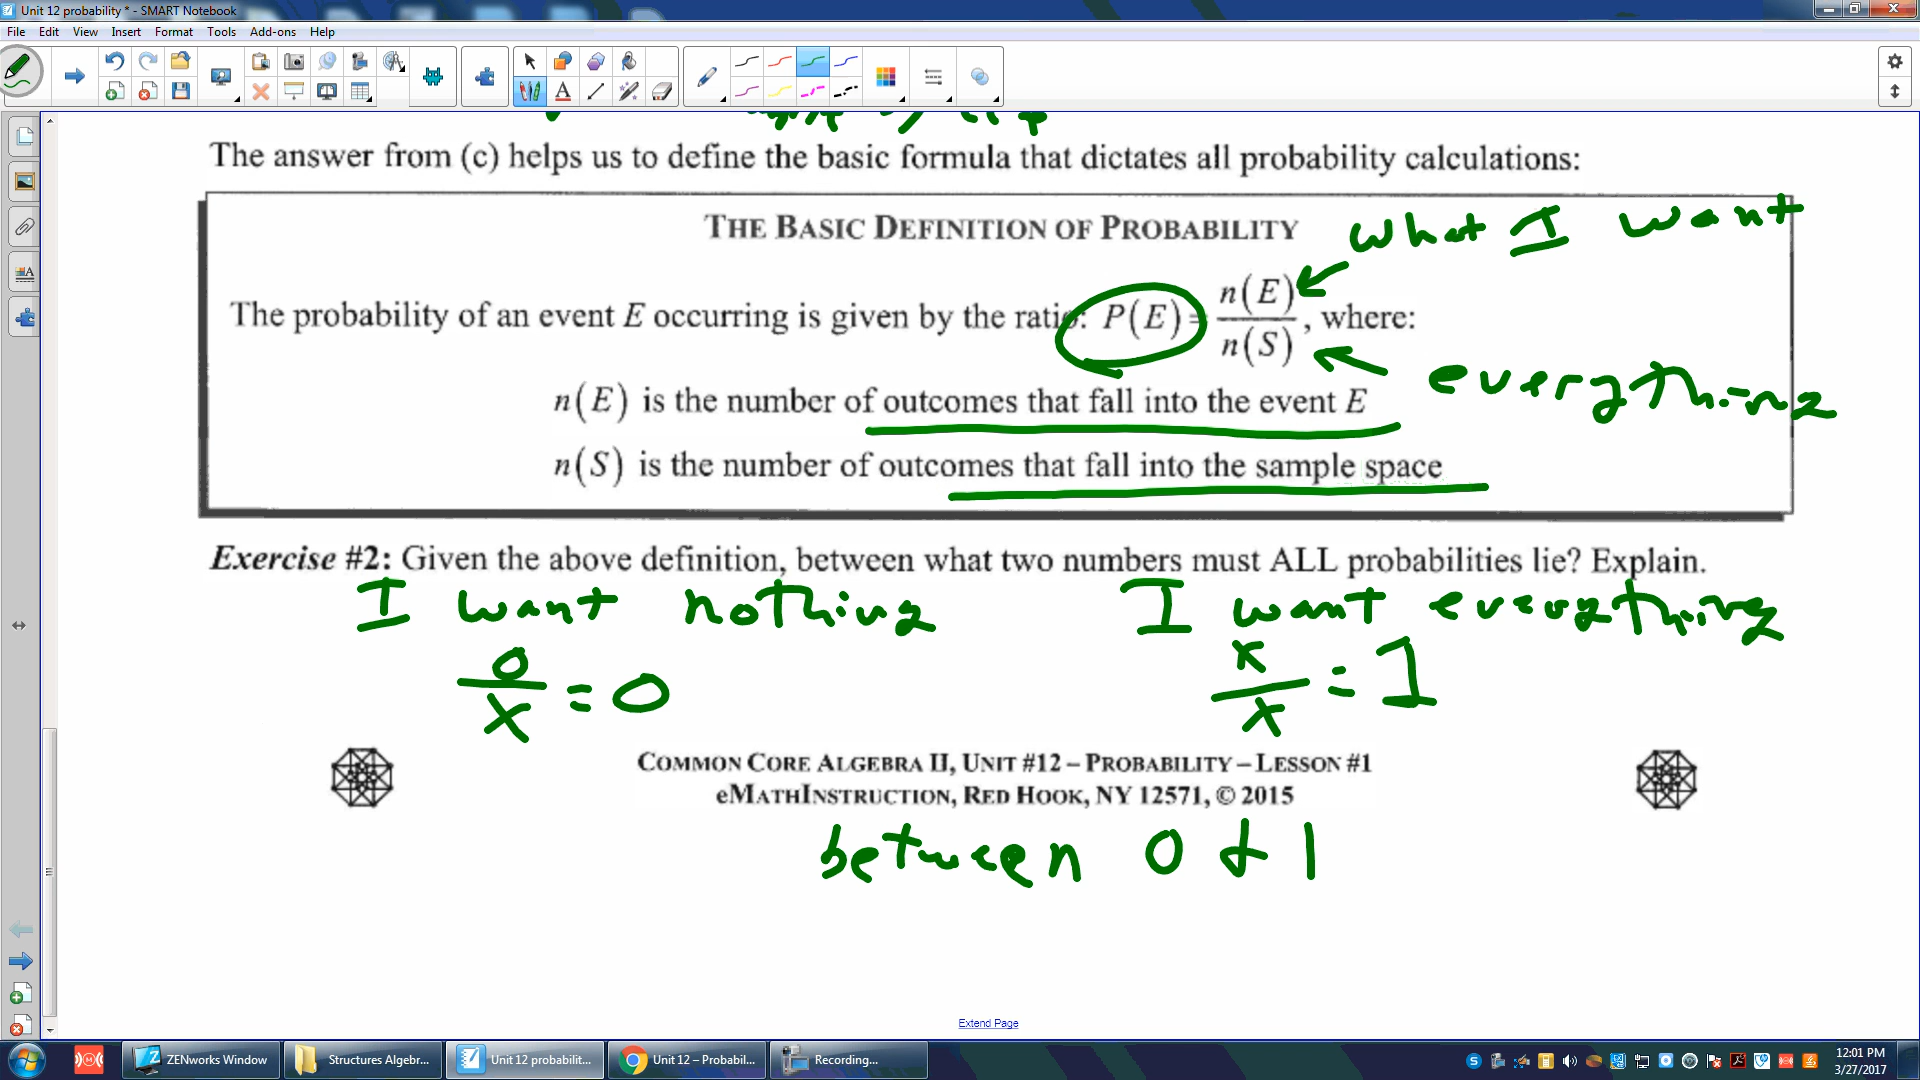 Unit 12 probability * - SMART Notebook
File Edit View Insert Format Tools Add-ons Help
The answer from (c) helps us to define the basic formula that dictates all probability calculations:
THE BASIC DEFINITION OF PROBABILITY
what I want
The probability of an event E occurring is given by the ratio: P(E) = n(E)/n(S), where:
everything
n(E) is the number of outcomes that fall into the event E
n(S) is the number of outcomes that fall into the sample space
Exercise #2: Given the above definition, between what two numbers must ALL probabilities lie? Explain.
I want nothing I want everything
0/x = 0 x/x = 1
COMMON CORE ALGEBRA II, UNIT #12 – PROBABILITY – LESSON #1
eMATHINSTRUCTION, RED HOOK, NY 12571, © 2015
between 0 & 1
Extend Page
ZENworks Window Structures Algebr... Unit 12 probabilit... Unit 12 – Probabil... Recording...
12:01 PM
3/27/2017